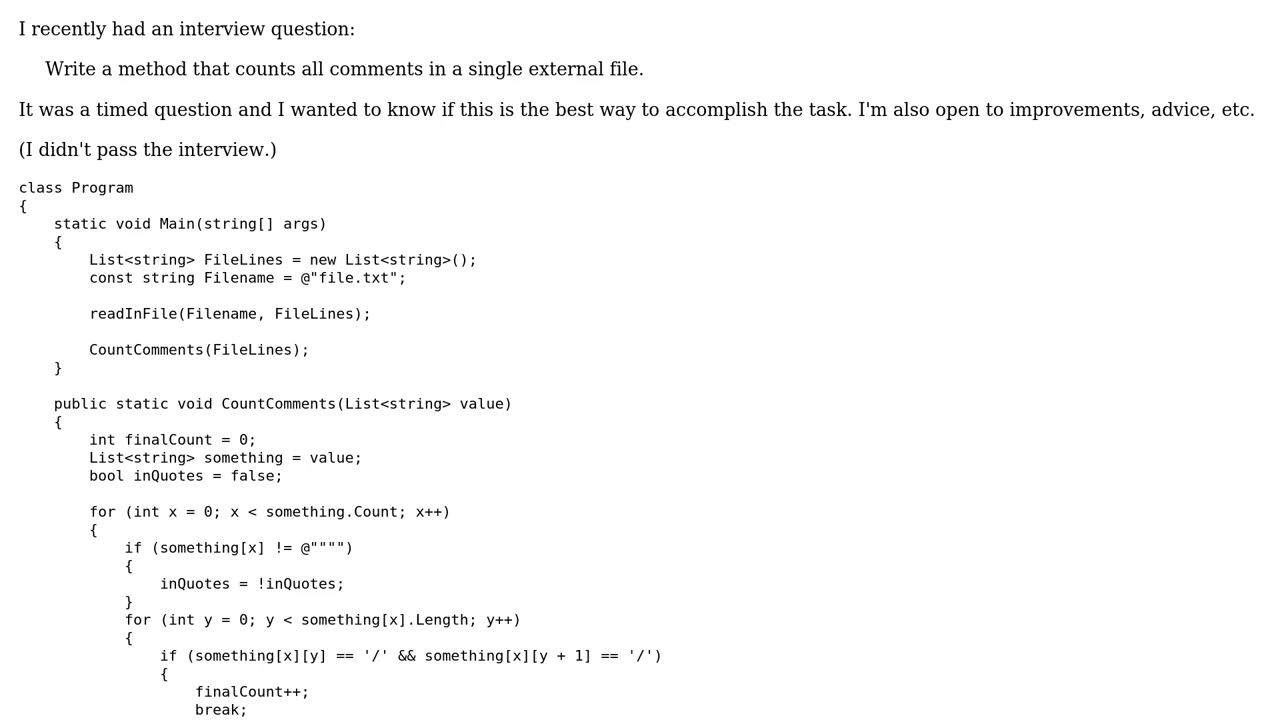 I recently had an interview question:
Write a method that counts all comments in a single external file.
It was a timed question and I wanted to know if this is the best way to accomplish the task. I'm also open to improvements, advice, etc.
(I didn't pass the interview.)
class Program
{
    static void Main(string[] args)
    {
        List<string> FileLines = new List<string>();
        const string Filename = @"file.txt";

        readInFile(Filename, FileLines);

        CountComments(FileLines);
    }

    public static void CountComments(List<string> value)
    {
        int finalCount = 0;
        List<string> something = value;
        bool inQuotes = false;

        for (int x = 0; x < something.Count; x++)
        {
            if (something[x] != @"""")
            {
                inQuotes = !inQuotes;
            }
            for (int y = 0; y < something[x].Length; y++)
            {
                if (something[x][y] == '/' && something[x][y + 1] == '/')
                {
                    finalCount++;
                    break;